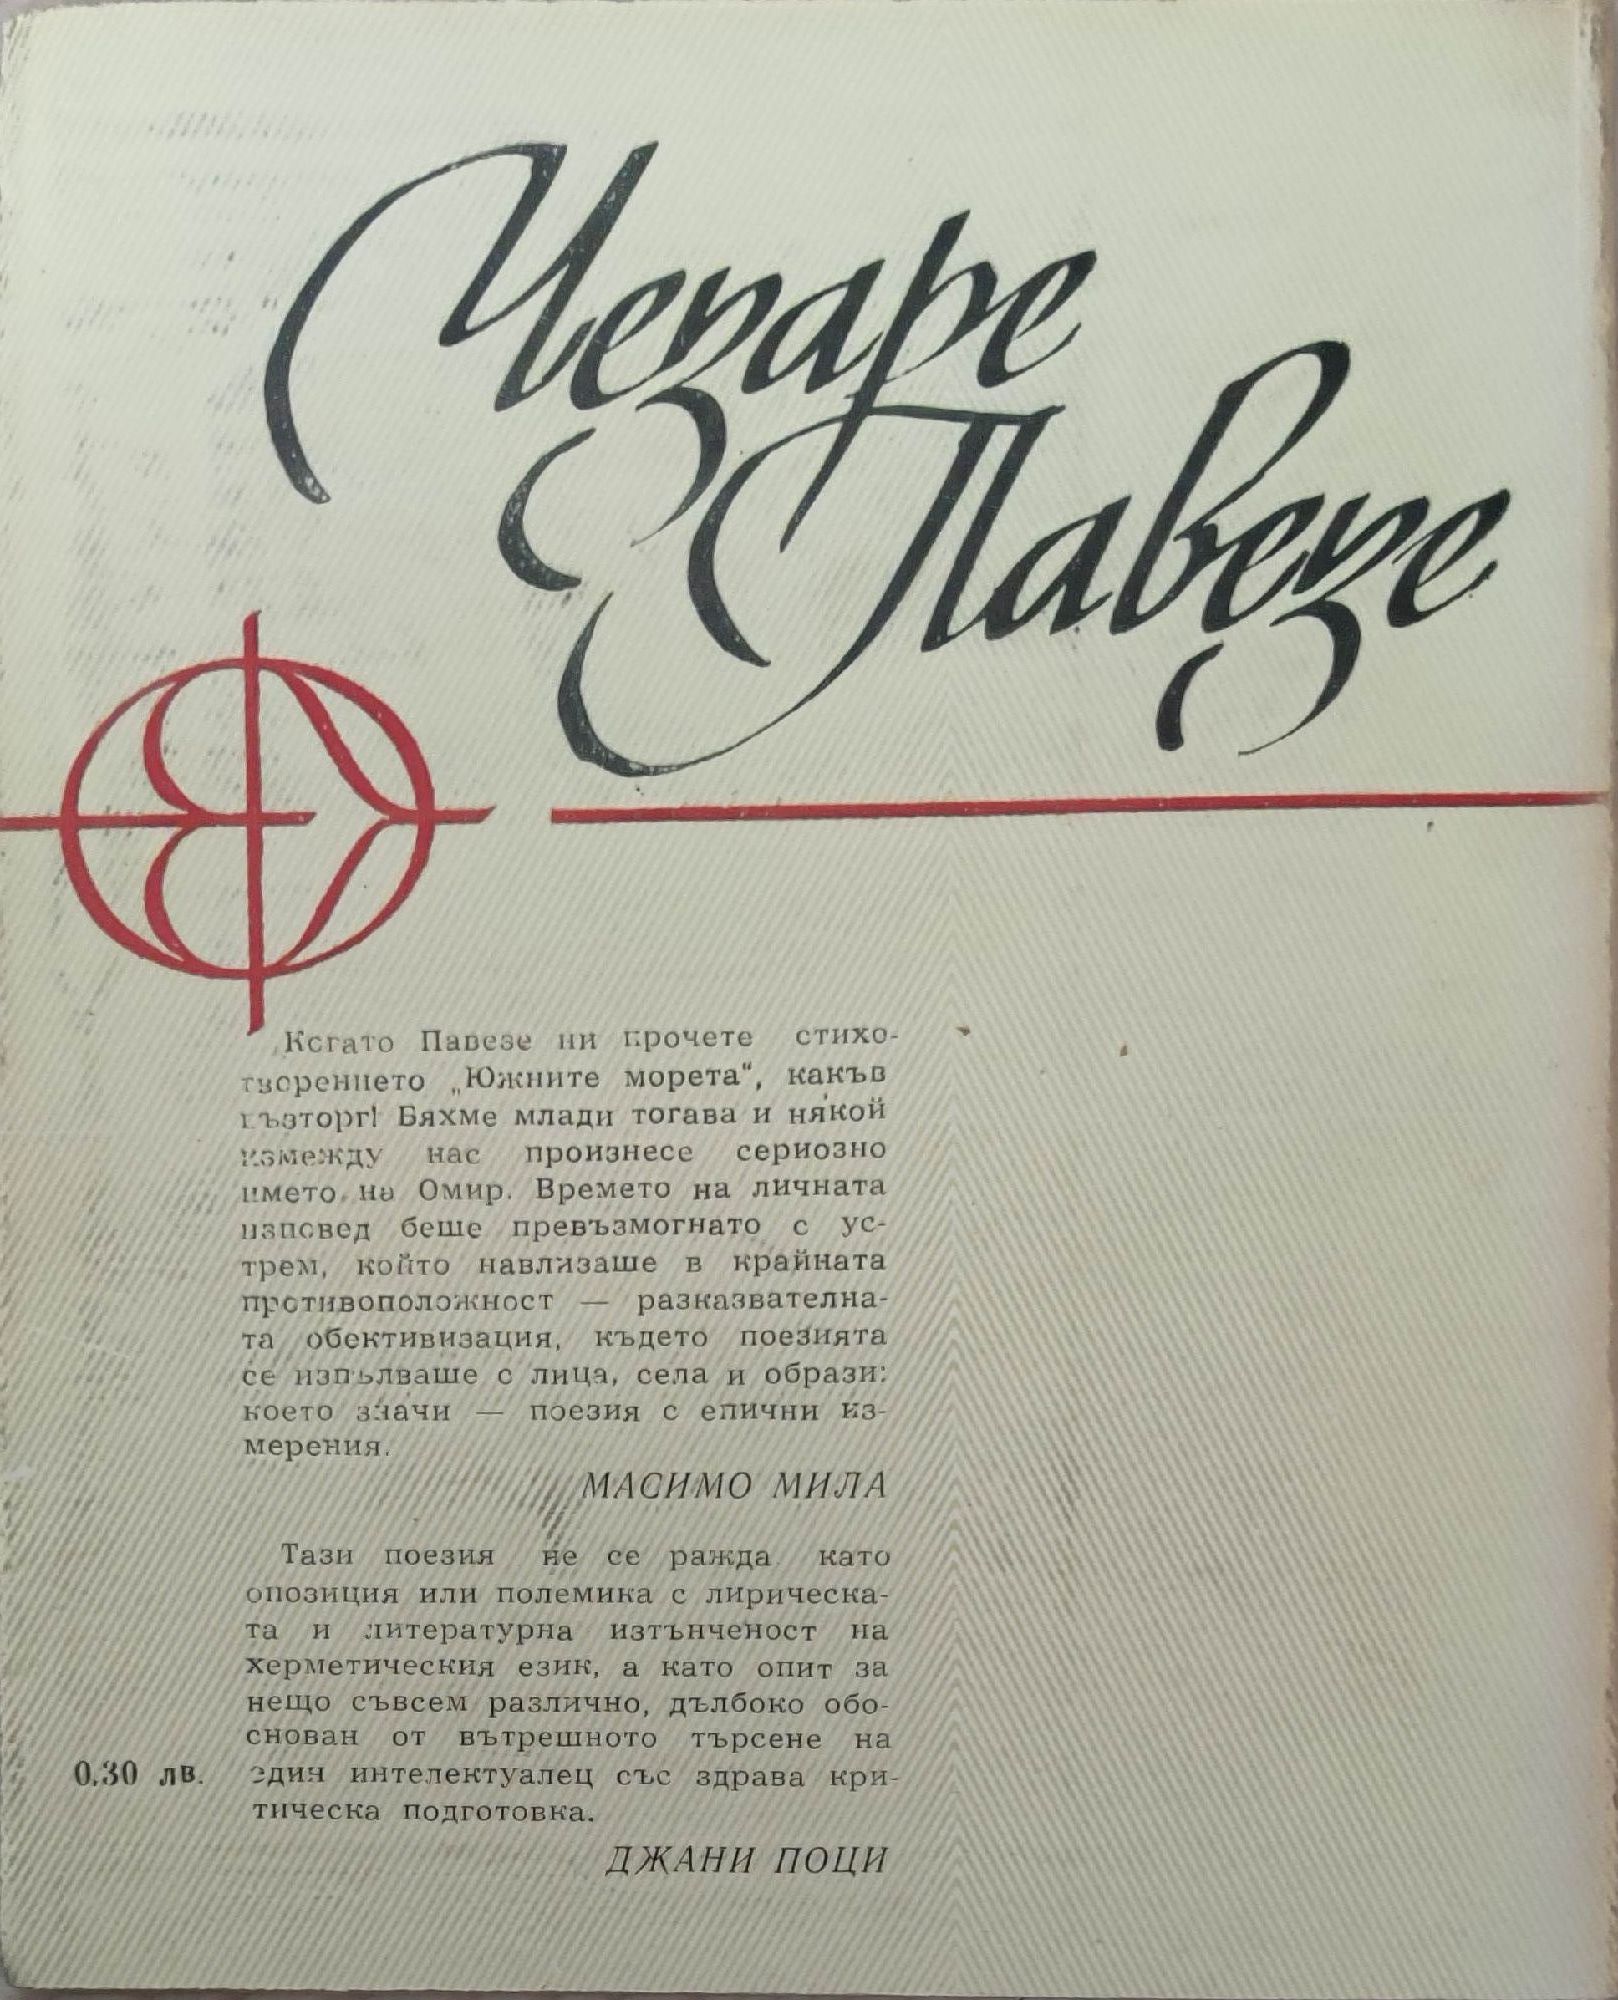 Чезаре
Павезе
Когато Павезе ни прочете стихо-
творението „Южните морета“, какъв
възторг! Бяхме млади тогава и някой
измежду нас произнесе сериозно
името на Омир. Времето на личната
изповед беше превъзмогнато с ус-
трем, който навлизаше в крайната
противоположност — разказвателна-
та обективизация, където поезията
се изпълваше с лица, села и образи:
което значи — поезия с епични из-
мерения.
МАСИМО МИЛА
Тази поезия не се ражда като
опозиция или полемика с лирическа-
та и литературна изтънченост на
херметическия език, а като опит за
нещо съвсем различно, дълбоко обо-
снован от вътрешното търсене на
един интелектуалец със здрава кри-
тическа подготовка.
ДЖАНИ ПОЦИ
0.30 лв.